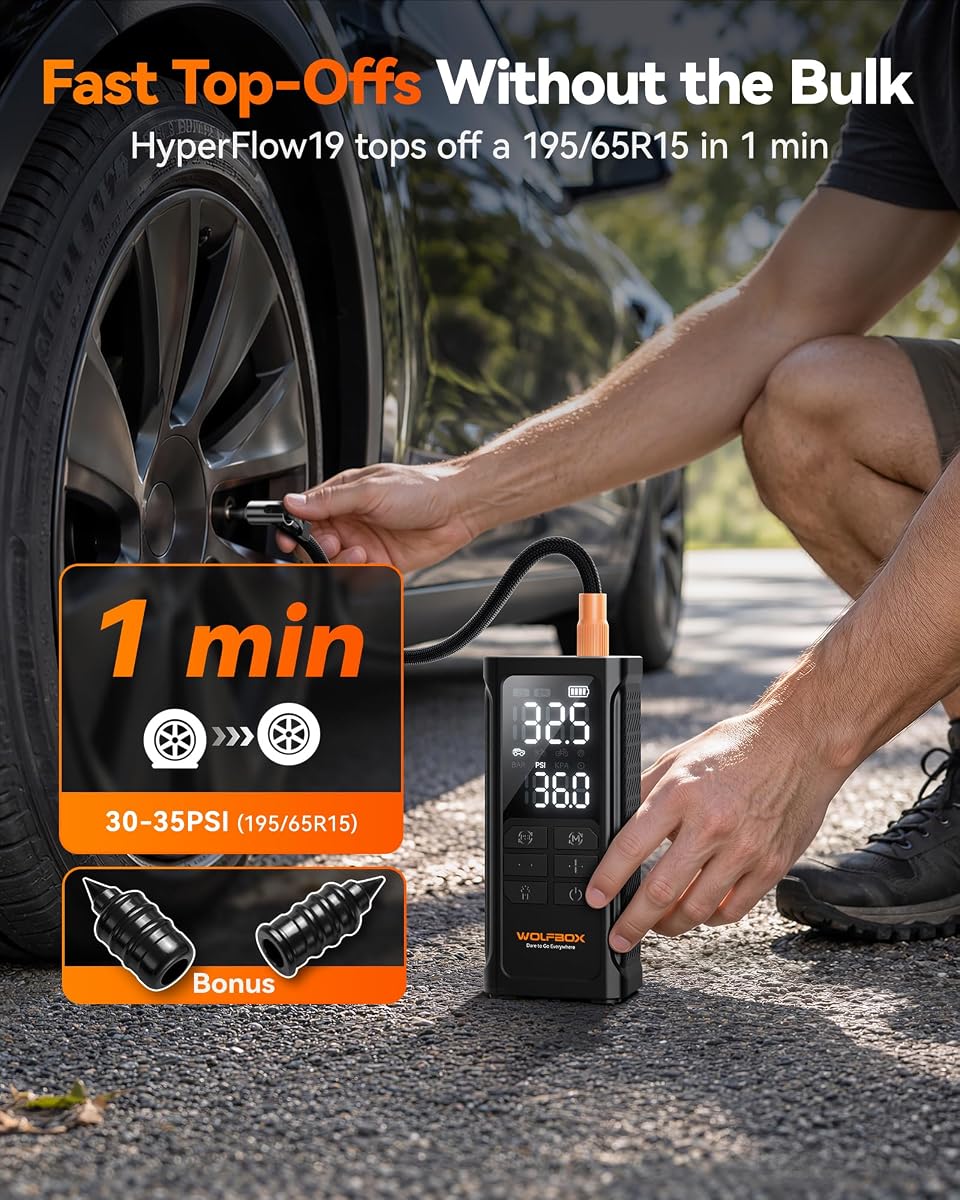 Fast Top-Offs Without the Bulk
HyperFlow19 tops off a 195/65R15 in 1 min
1 min
30-35PSI (195/65R15)
Bonus
32.5
BAR PSI KPA
36.0
M
WOLFBOX
Dare to Go Everywhere